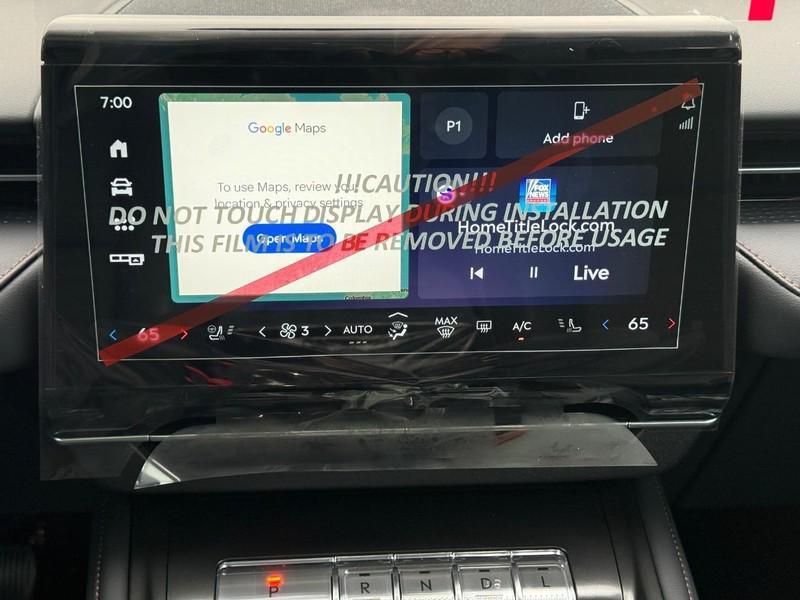 7:00
Google Maps
P1
Add phone
To use Maps, review your
location & privacy settings
Open Maps
!!!CAUTION!!!
DO NOT TOUCH DISPLAY DURING INSTALLATION
THIS FILM IS TO BE REMOVED BEFORE USAGE
FOX
NEWS
HomeTitleLock.com
HomeTitleLock.com
Live
65
3
AUTO
MAX
A/C
65
P
R
N
D
L